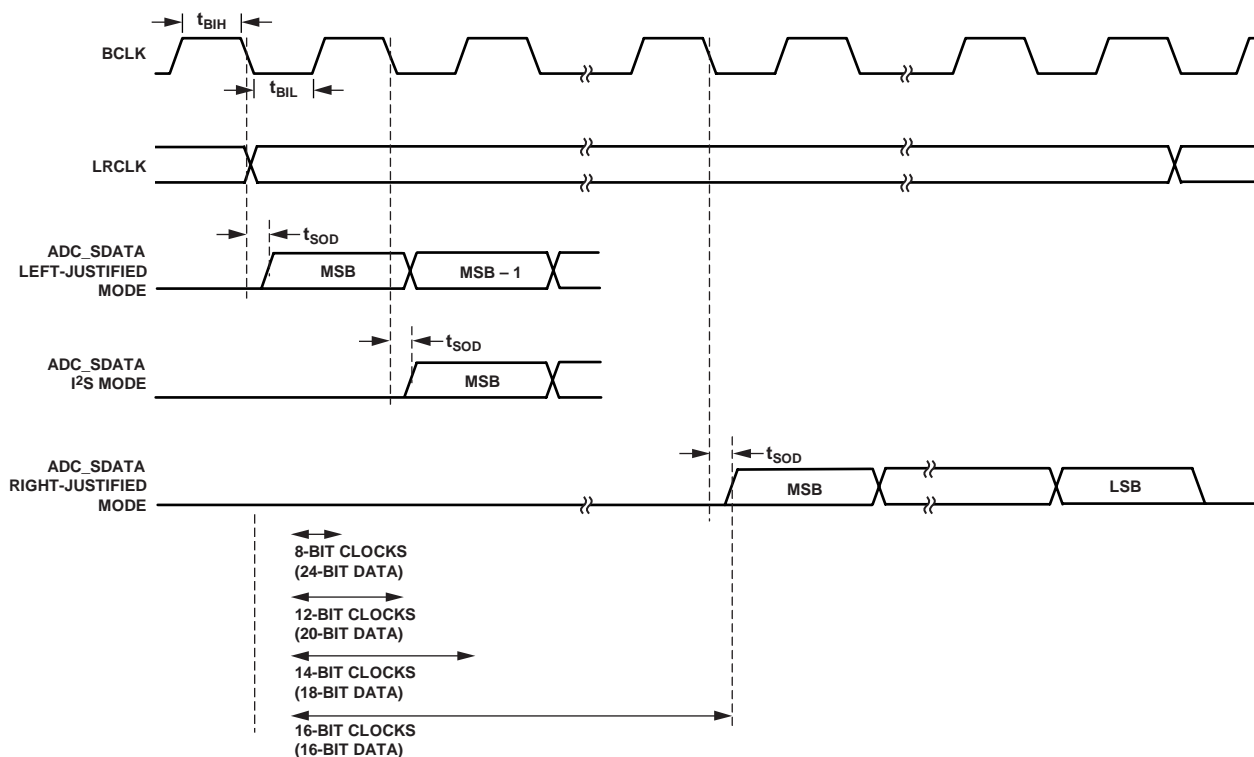 tBIH
BCLK
tBIL
LRCLK
tSOD
ADC_SDATA
LEFT-JUSTIFIED
MODE
MSB
MSB – 1
tSOD
ADC_SDATA
I²S MODE
MSB
tSOD
ADC_SDATA
RIGHT-JUSTIFIED
MODE
MSB
LSB
8-BIT CLOCKS
(24-BIT DATA)
12-BIT CLOCKS
(20-BIT DATA)
14-BIT CLOCKS
(18-BIT DATA)
16-BIT CLOCKS
(16-BIT DATA)